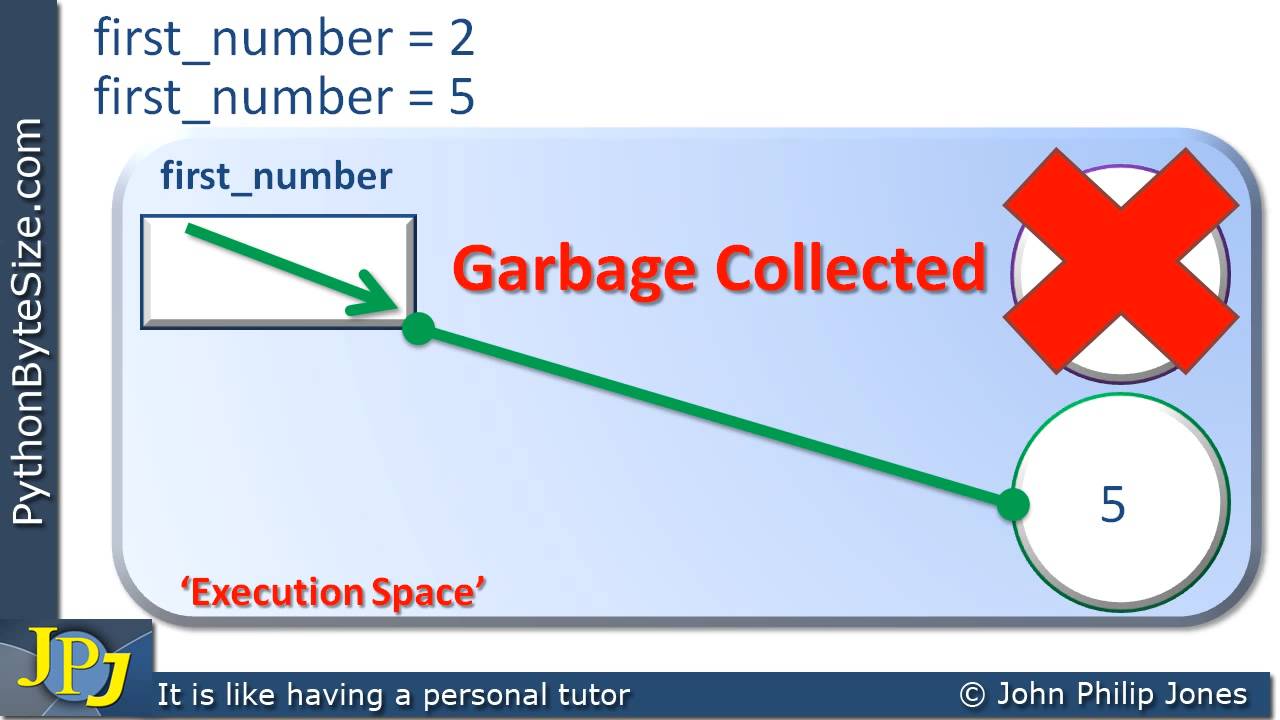 first_number = 2
first_number = 5
first_number
Garbage Collected
5
‘Execution Space’
PythonByteSize.com
JPJ
It is like having a personal tutor
© John Philip Jones